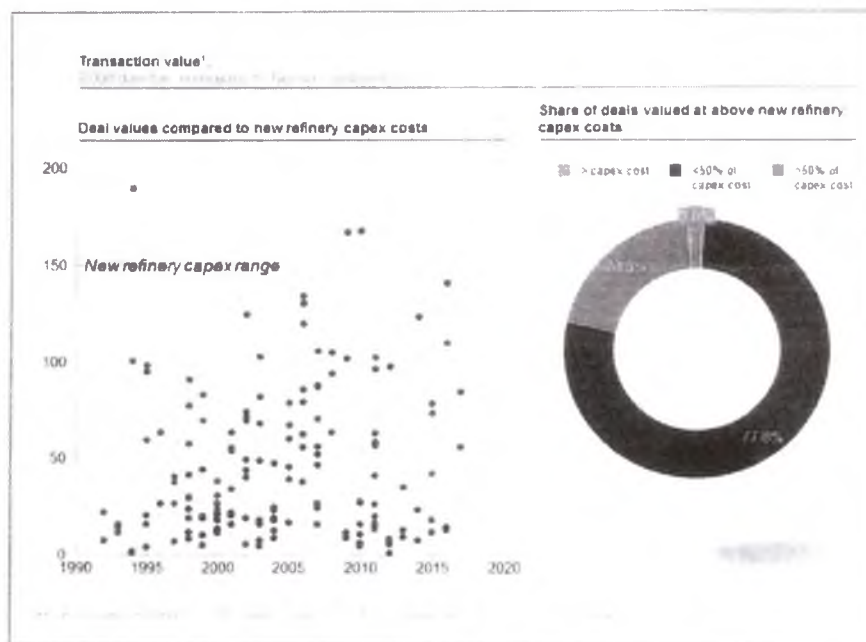 Transaction value¹
Deal values compared to new refinery capex costs
200
150
New refinery capex range
100
50
0
1990
1995
2000
2005
2010
2015
2020
Share of deals valued at above new refinery
capex costs
> capex cost
<50% of
capex cost
>50% of
capex cost
77.8%